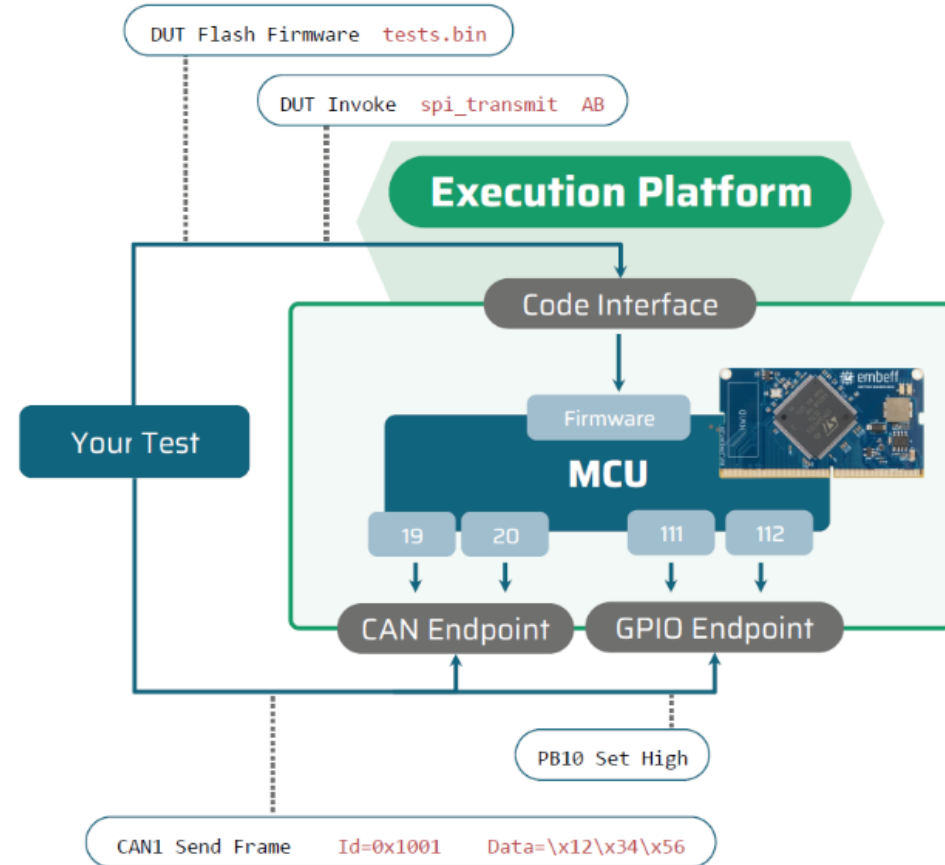 DUT Flash Firmware tests.bin
DUT Invoke spi_transmit AB
Execution Platform
Code Interface
embeff
Firmware
Your Test
MCU
19
20
111
112
CAN Endpoint
GPIO Endpoint
PB10 Set High
CAN1 Send Frame Id=0x1001 Data=\x12\x34\x56